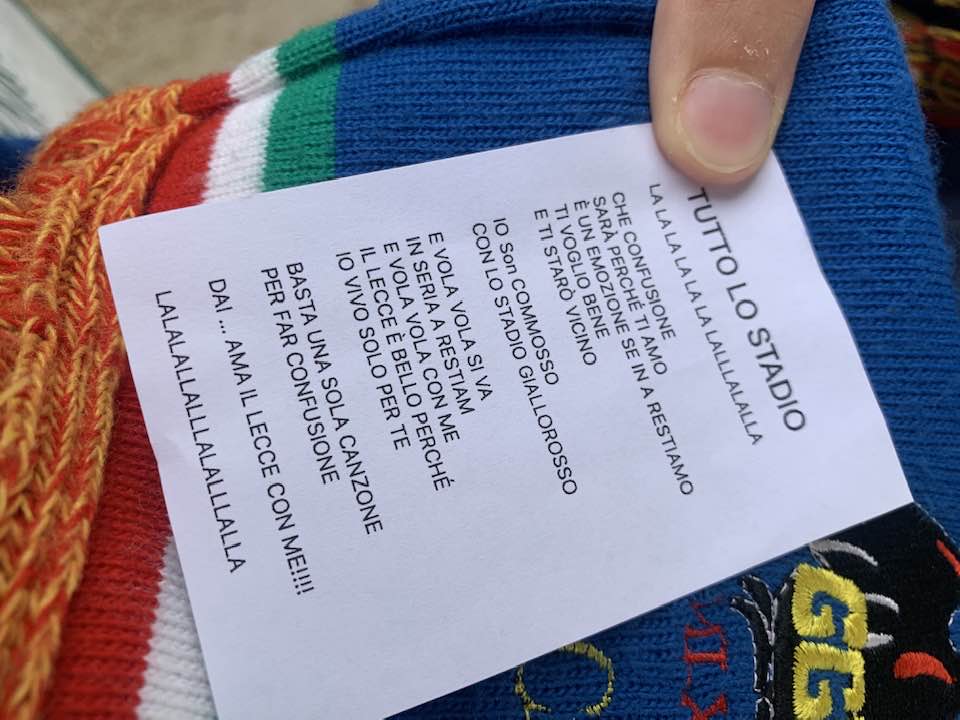 TUTTO LO STADIO
LA LA LA LA LA LA LALLLALALLA
CHE CONFUSIONE
SARÀ PERCHÉ TI AMO
È UN EMOZIONE SE IN A RESTIAMO
TI VOGLIO BENE
E TI STARÒ VICINO
IO Son COMMOSSO
CON LO STADIO GIALLOROSSO
E VOLA VOLA SI VA
IN SERIA A RESTIAM
E VOLA VOLA CON ME
IL LECCE È BELLO PERCHÉ
IO VIVO SOLO PER TE
BASTA UNA SOLA CANZONE
PER FAR CONFUSIONE
DAI ... AMA IL LECCE CON ME!!!!
LALALALLALLLALALLLALLA